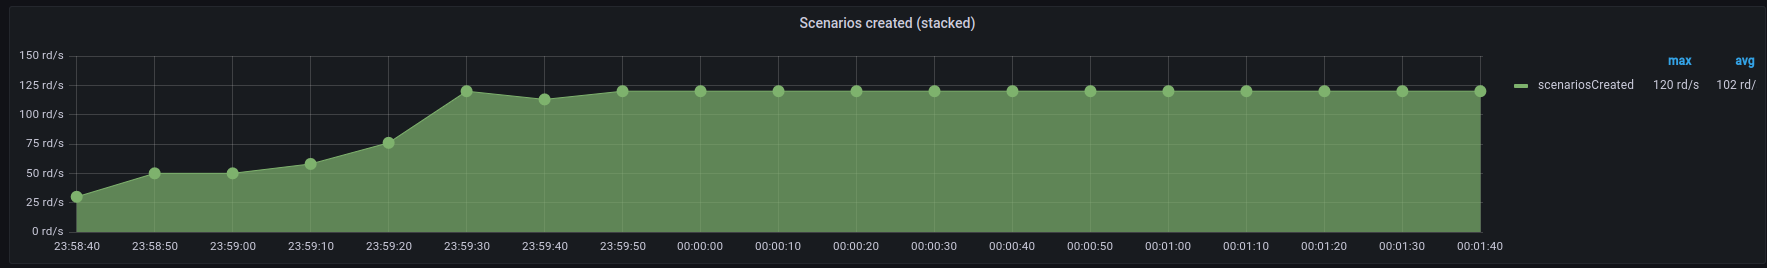 Scenarios created (stacked)
150 rd/s
125 rd/s
100 rd/s
75 rd/s
50 rd/s
25 rd/s
0 rd/s
23:58:40 23:58:50 23:59:00 23:59:10 23:59:20 23:59:30 23:59:40 23:59:50 00:00:00 00:00:10 00:00:20 00:00:30 00:00:40 00:00:50 00:01:00 00:01:10 00:01:20 00:01:30 00:01:40
max avg
scenariosCreated 120 rd/s 102 rd/